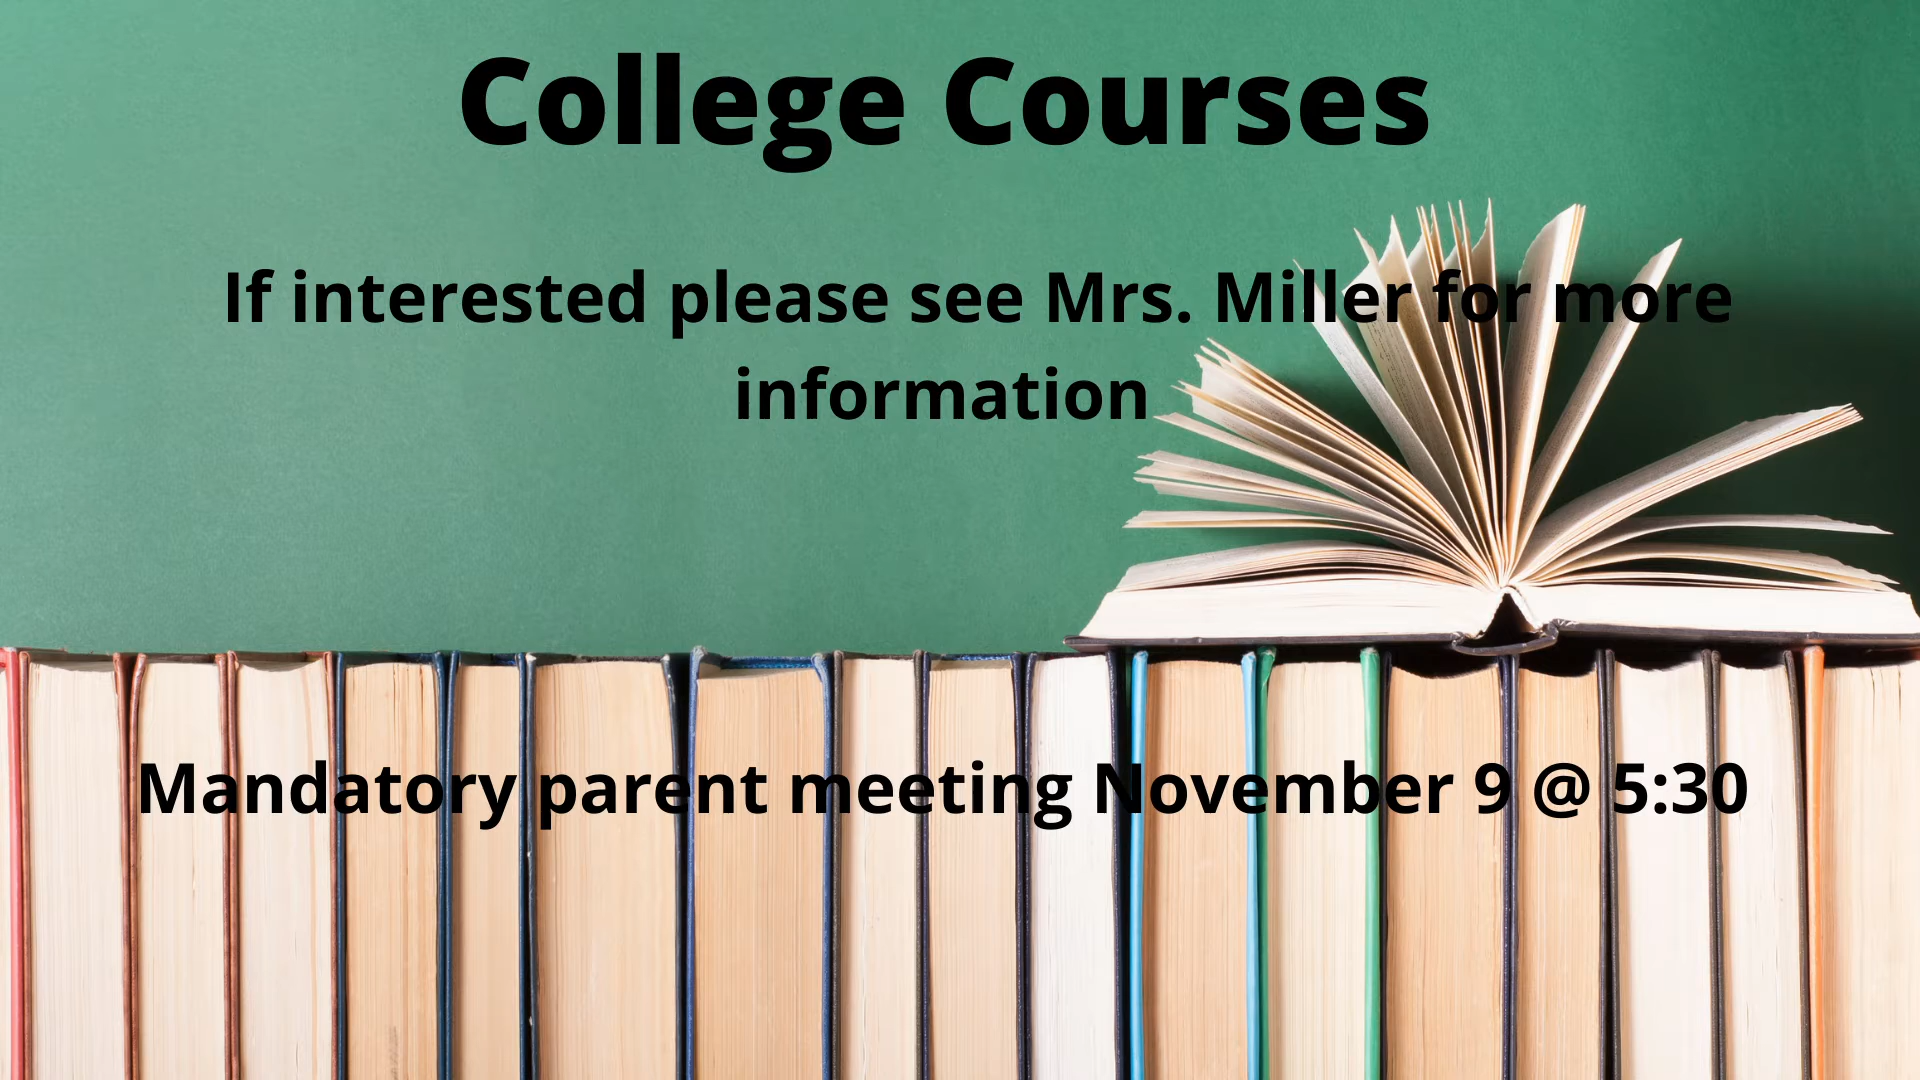 College Courses
If interested please see Mrs. Miller for more
information
Mandatory parent meeting November 9 @ 5:30